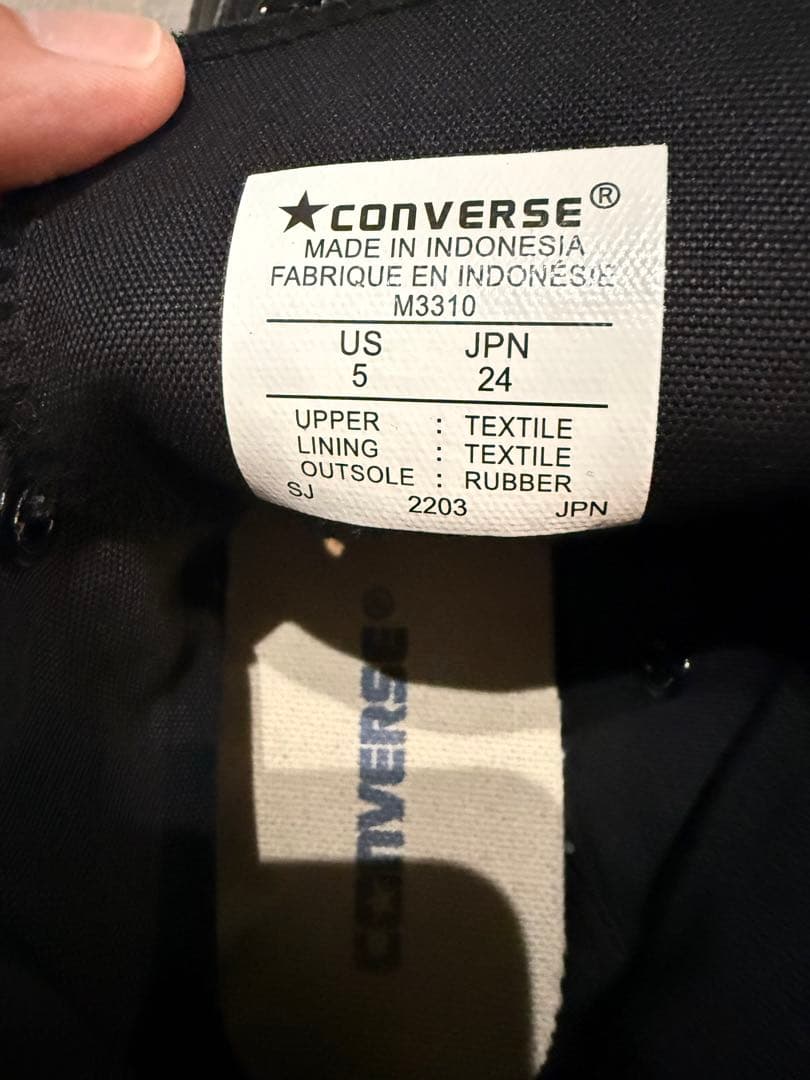 ★CONVERSE®
MADE IN INDONESIA
FABRIQUE EN INDONÉSIE
M3310
US JPN
5 24
UPPER : TEXTILE
LINING : TEXTILE
OUTSOLE : RUBBER
SJ 2203 JPN
CONVERSE®